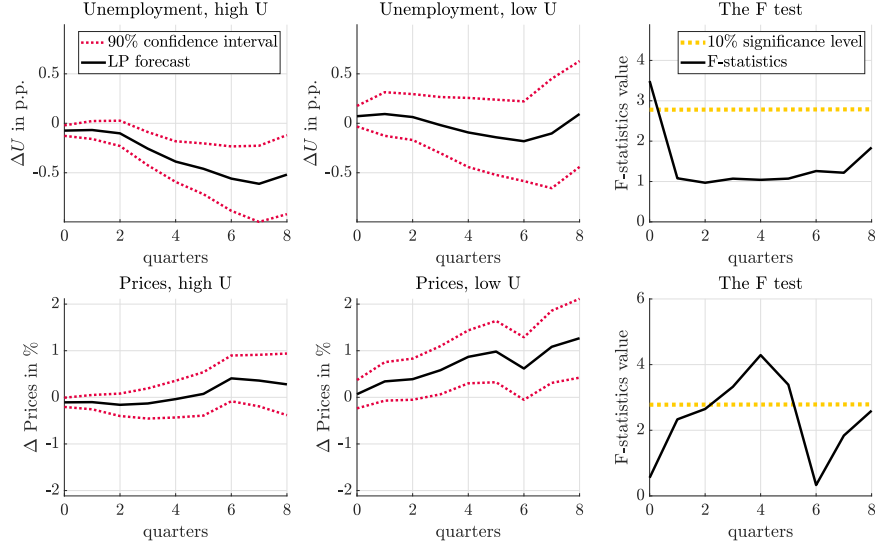 Unemployment, high U
90% confidence interval
LP forecast
ΔU in p.p.
0.5
0
-0.5
0 2 4 6 8
quarters
Unemployment, low U
ΔU in p.p.
0.5
0
-0.5
0 2 4 6 8
quarters
The F test
10% significance level
F-statistics
F-statistics value
4
3
2
1
0
0 2 4 6 8
quarters
Prices, high U
Δ Prices in %
2
1
0
-1
-2
0 2 4 6 8
quarters
Prices, low U
Δ Prices in %
2
1
0
-1
-2
0 2 4 6 8
quarters
The F test
F-statistics value
6
4
2
0
0 2 4 6 8
quarters